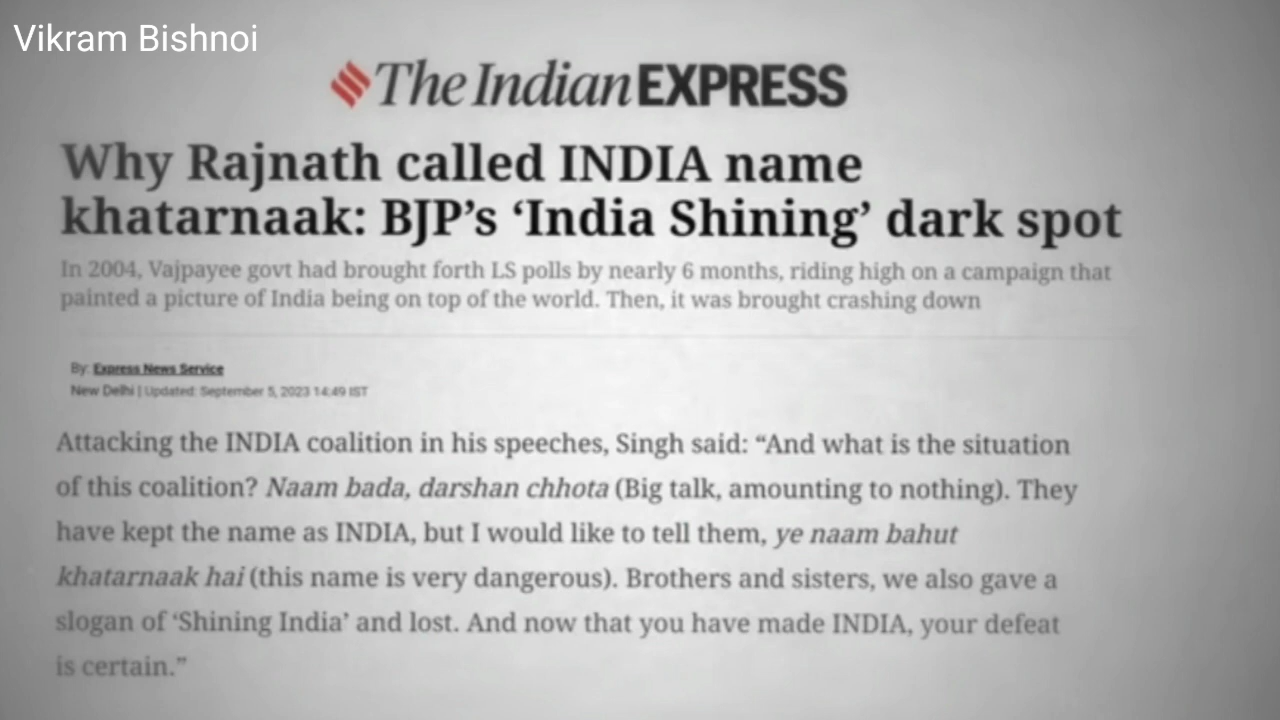 Vikram Bishnoi
The Indian EXPRESS
Why Rajnath called INDIA name
khatarnaak: BJP’s ‘India Shining’ dark spot
In 2004, Vajpayee govt had brought forth LS polls by nearly 6 months, riding high on a campaign that
painted a picture of India being on top of the world. Then, it was brought crashing down
By: Express News Service
New Delhi | Updated: September 5, 2023 14:49 IST
Attacking the INDIA coalition in his speeches, Singh said: “And what is the situation
of this coalition? Naam bada, darshan chhota (Big talk, amounting to nothing). They
have kept the name as INDIA, but I would like to tell them, ye naam bahut
khatarnaak hai (this name is very dangerous). Brothers and sisters, we also gave a
slogan of ‘Shining India’ and lost. And now that you have made INDIA, your defeat
is certain.”